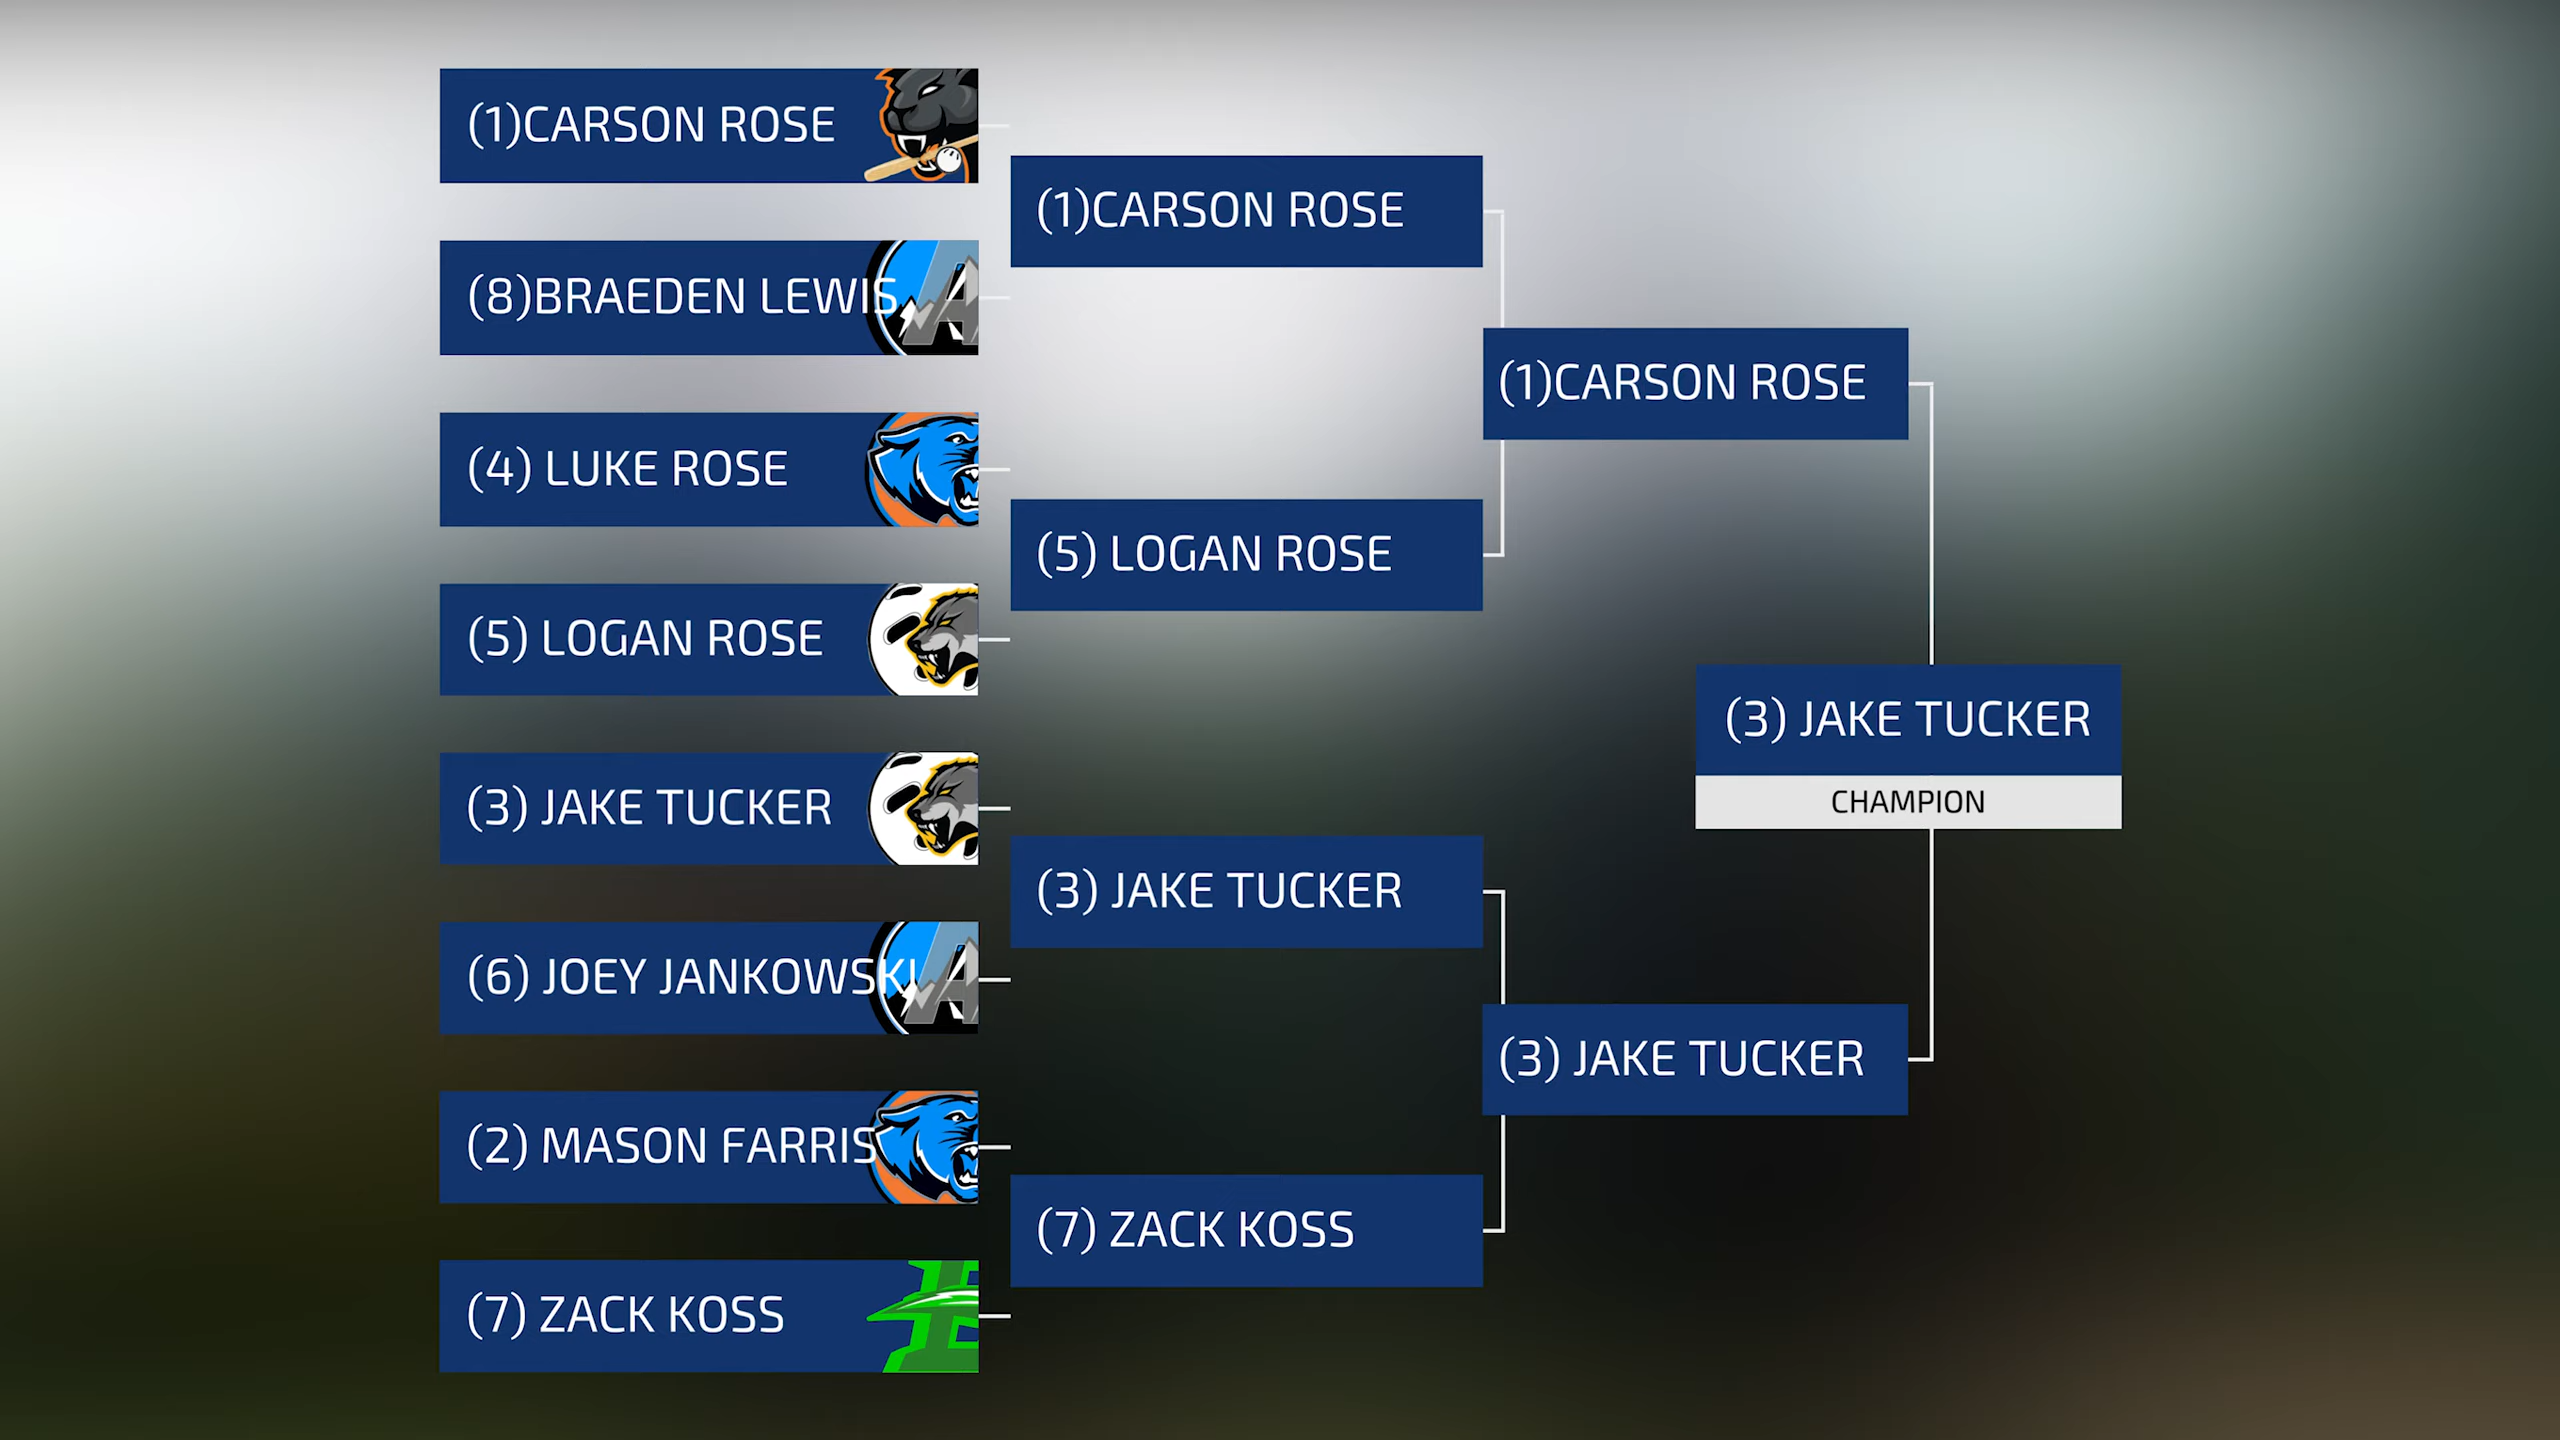 (1)CARSON ROSE
(8)BRAEDEN LEWIS
(4) LUKE ROSE
(5) LOGAN ROSE
(3) JAKE TUCKER
(6) JOEY JANKOWSKI
(2) MASON FARRIS
(7) ZACK KOSS
(1)CARSON ROSE
(5) LOGAN ROSE
(3) JAKE TUCKER
(7) ZACK KOSS
(1)CARSON ROSE
(3) JAKE TUCKER
(3) JAKE TUCKER
CHAMPION